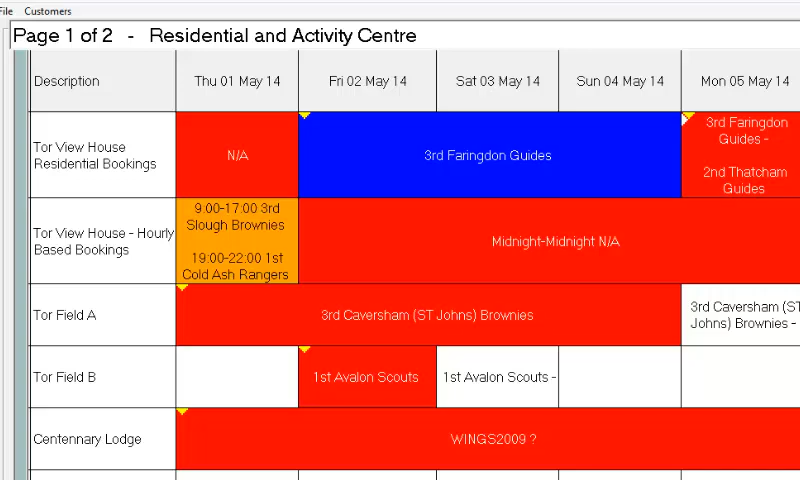 File Customers
Page 1 of 2 - Residential and Activity Centre
Description Thu 01 May 14 Fri 02 May 14 Sat 03 May 14 Sun 04 May 14 Mon 05 May 14
Tor View House
Residential Bookings
N/A
3rd Faringdon Guides
3rd Faringdon
Guides -
2nd Thatcham
Guides
Tor View House - Hourly
Based Bookings
9:00-17:00 3rd
Slough Brownies
19:00-22:00 1st
Cold Ash Rangers
Midnight-Midnight N/A
Tor Field A
3rd Caversham (ST Johns) Brownies
3rd Caversham (ST
Johns) Brownies -
Tor Field B
1st Avalon Scouts
1st Avalon Scouts -
Centennary Lodge
WINGS2009 ?